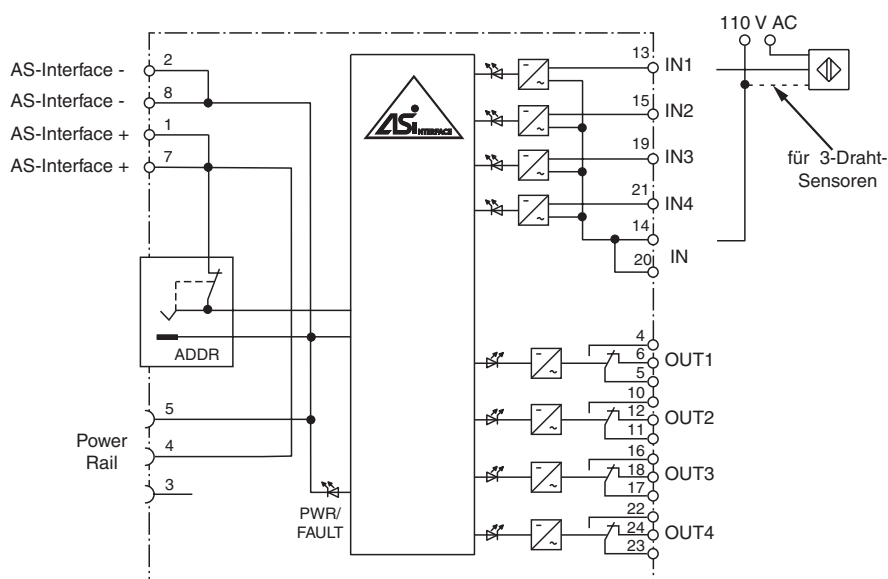 110 V AC
AS-Interface - 2
AS-Interface - 8
AS-Interface + 1
AS-Interface + 7
ASi
INTERFACE
13 IN1
15 IN2
19 IN3
21 IN4
14
IN
20
für 3-Draht-
Sensoren
ADDR
4
6 OUT1
5
10
12 OUT2
11
16
18 OUT3
17
22
24 OUT4
23
Power
Rail
5
4
3
PWR/
FAULT